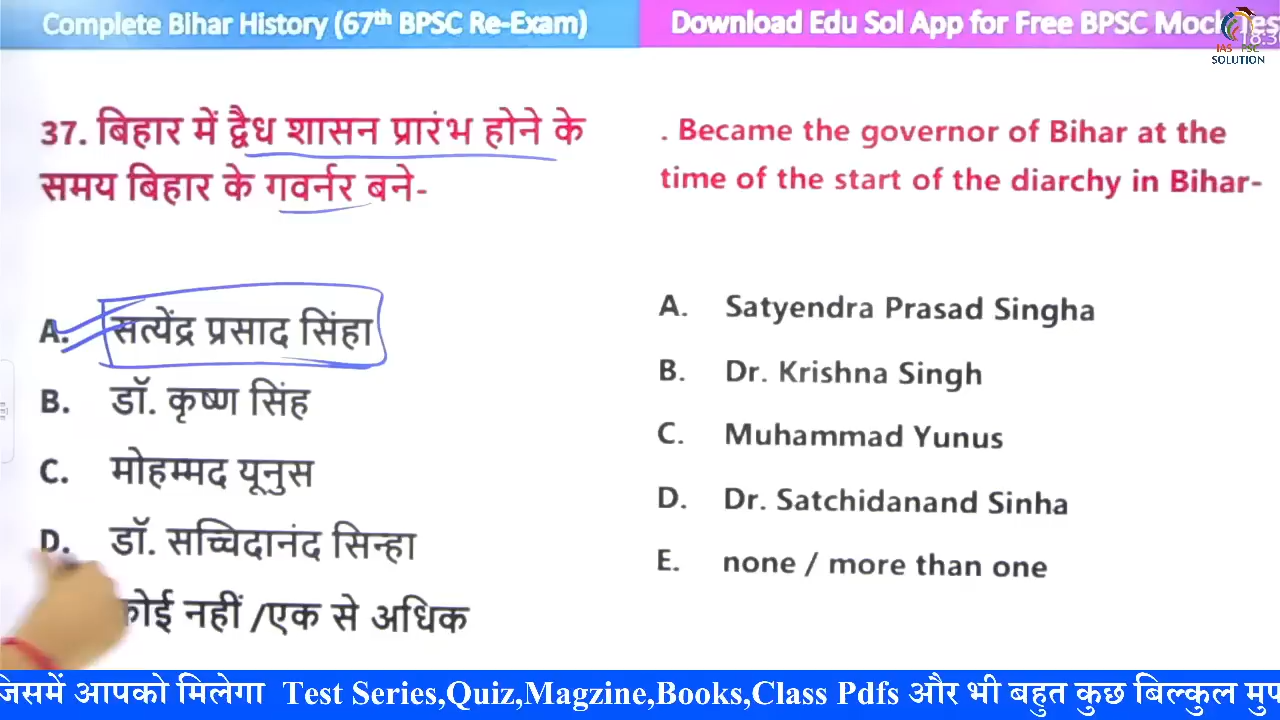 Complete Bihar History (67th BPSC Re-Exam)
Download Edu Sol App for Free BPSC Mock Tes
18:3
IAS PSC
SOLUTION
37. बिहार में द्वैध शासन प्रारंभ होने के
समय बिहार के गवर्नर बने-
A. सत्येंद्र प्रसाद सिंहा
B. डॉ. कृष्ण सिंह
C. मोहम्मद यूनुस
D. डॉ. सच्चिदानंद सिन्हा
कोई नहीं /एक से अधिक
. Became the governor of Bihar at the
time of the start of the diarchy in Bihar-
A. Satyendra Prasad Singha
B. Dr. Krishna Singh
C. Muhammad Yunus
D. Dr. Satchidanand Sinha
E. none / more than one
जिसमें आपको मिलेगा Test Series,Quiz,Magzine,Books,Class Pdfs और भी बहुत कुछ बिल्कुल मुफ